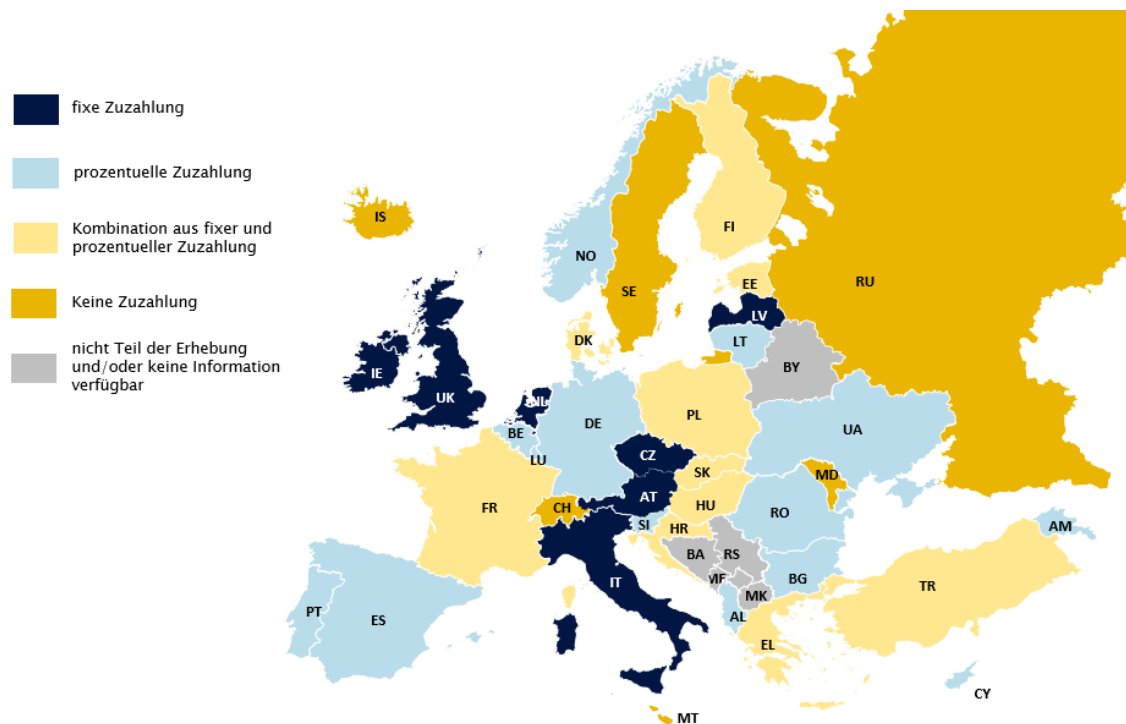 fixe Zuzahlung
prozentuelle Zuzahlung
Kombination aus fixer und
prozentueller Zuzahlung
Keine Zuzahlung
nicht Teil der Erhebung
und/oder keine Information
verfügbar
IS
NO
SE
FI
RU
EE
LV
LT
DK
BY
IE
UK
NL
BE
LU
DE
PL
UA
CZ
SK
AT
HU
MD
FR
CH
SI
HR
RO
BA
RS
ME
MK
AL
BG
IT
PT
ES
EL
TR
AM
CY
MT